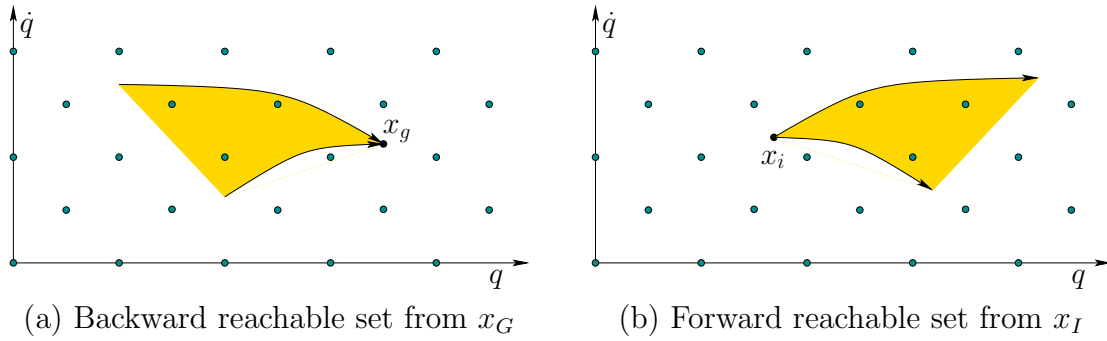 q̇
x_g
q
(a) Backward reachable set from x_G
q̇
x_i
q
(b) Forward reachable set from x_I